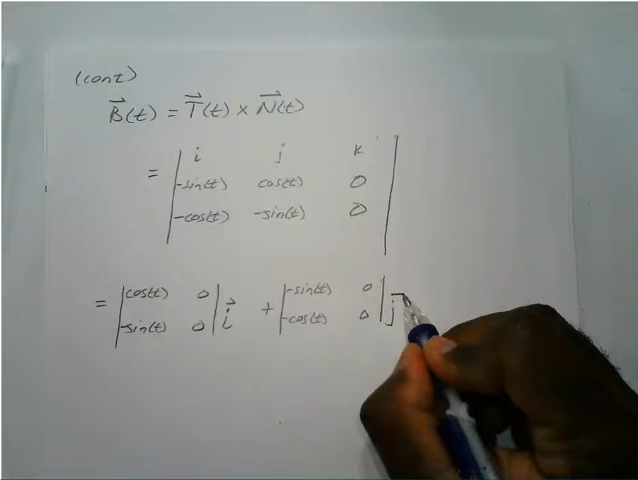 (cont)
B⃗(t) = T⃗(t) × N⃗(t)
= | i j k |
| -sin(t) cos(t) 0 |
| -cos(t) -sin(t) 0 |
= | cos(t) 0 | i⃗ + | -sin(t) 0 | j
| -sin(t) 0 | | -cos(t) 0 |